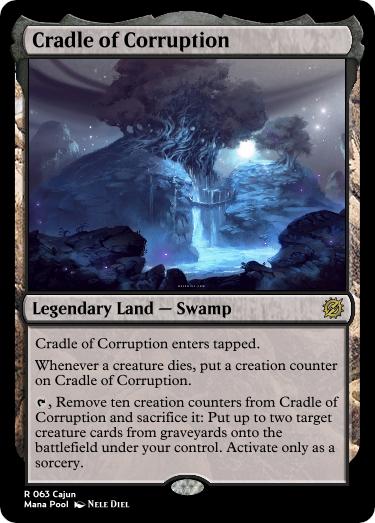 Cradle of Corruption
Legendary Land — Swamp
Cradle of Corruption enters tapped.
Whenever a creature dies, put a creation counter
on Cradle of Corruption.
, Remove ten creation counters from Cradle of
Corruption and sacrifice it: Put up to two target
creature cards from graveyards onto the
battlefield under your control. Activate only as a
sorcery.
R 063 Cajun
Mana Pool Nele Diel